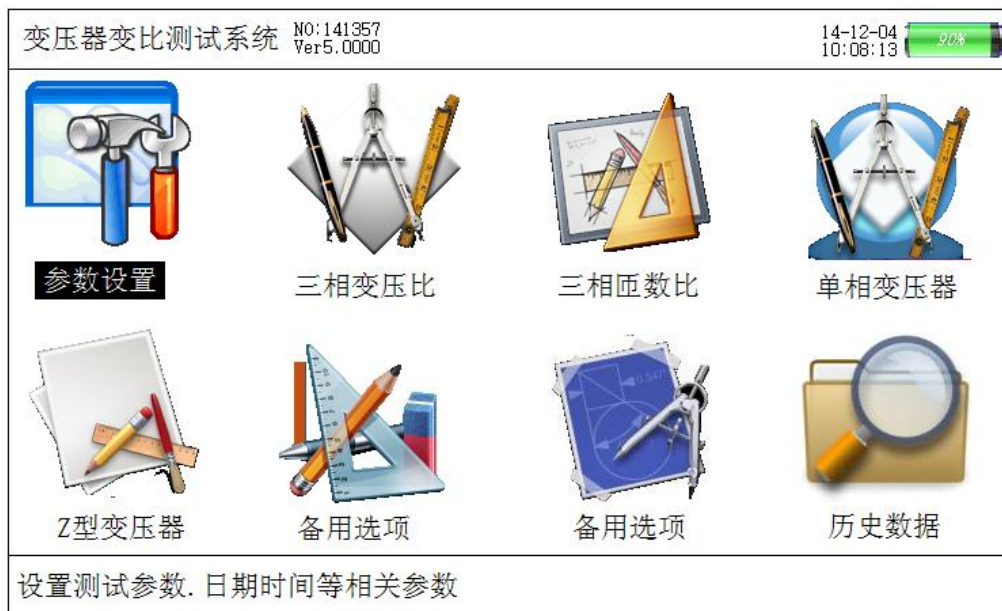 变压器变比测试系统
NO:141357
Ver5.0000
14-12-04
10:08:13
90%
参数设置
三相变压比
三相匝数比
单相变压器
Z型变压器
备用选项
备用选项
历史数据
设置测试参数.日期时间等相关参数